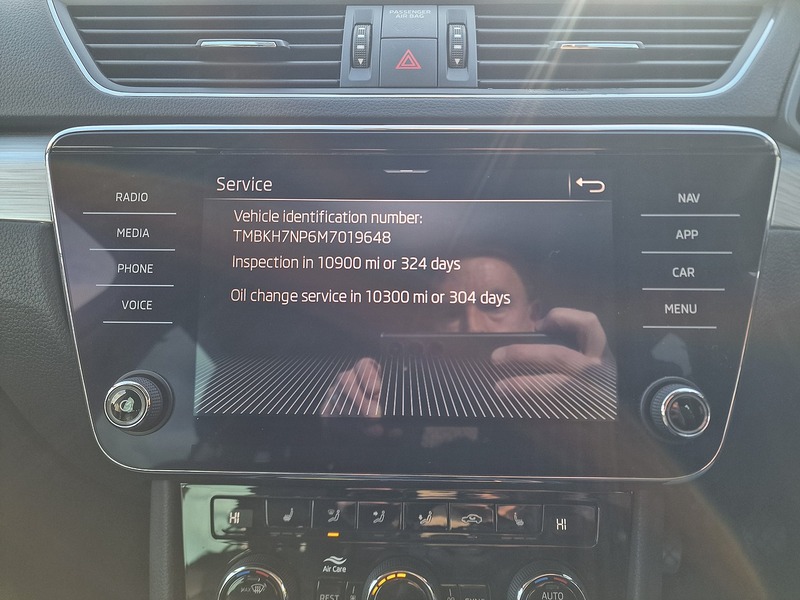 PASSENGER
AIR BAG
Service
RADIO
MEDIA
PHONE
VOICE
Vehicle identification number:
TMBKH7NP6M7019648
Inspection in 10900 mi or 324 days
Oil change service in 10300 mi or 304 days
NAV
APP
CAR
MENU
HI
HI
Air Care
REST
AUTO